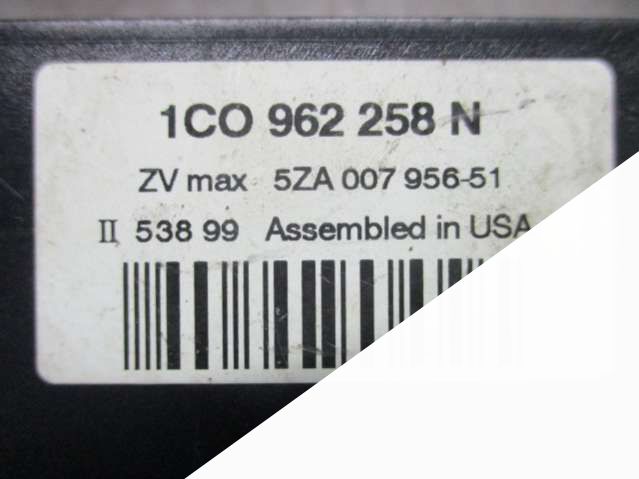 1CO 962 258 N
ZV max 5ZA 007 956-51
II 538 99 Assembled in USA